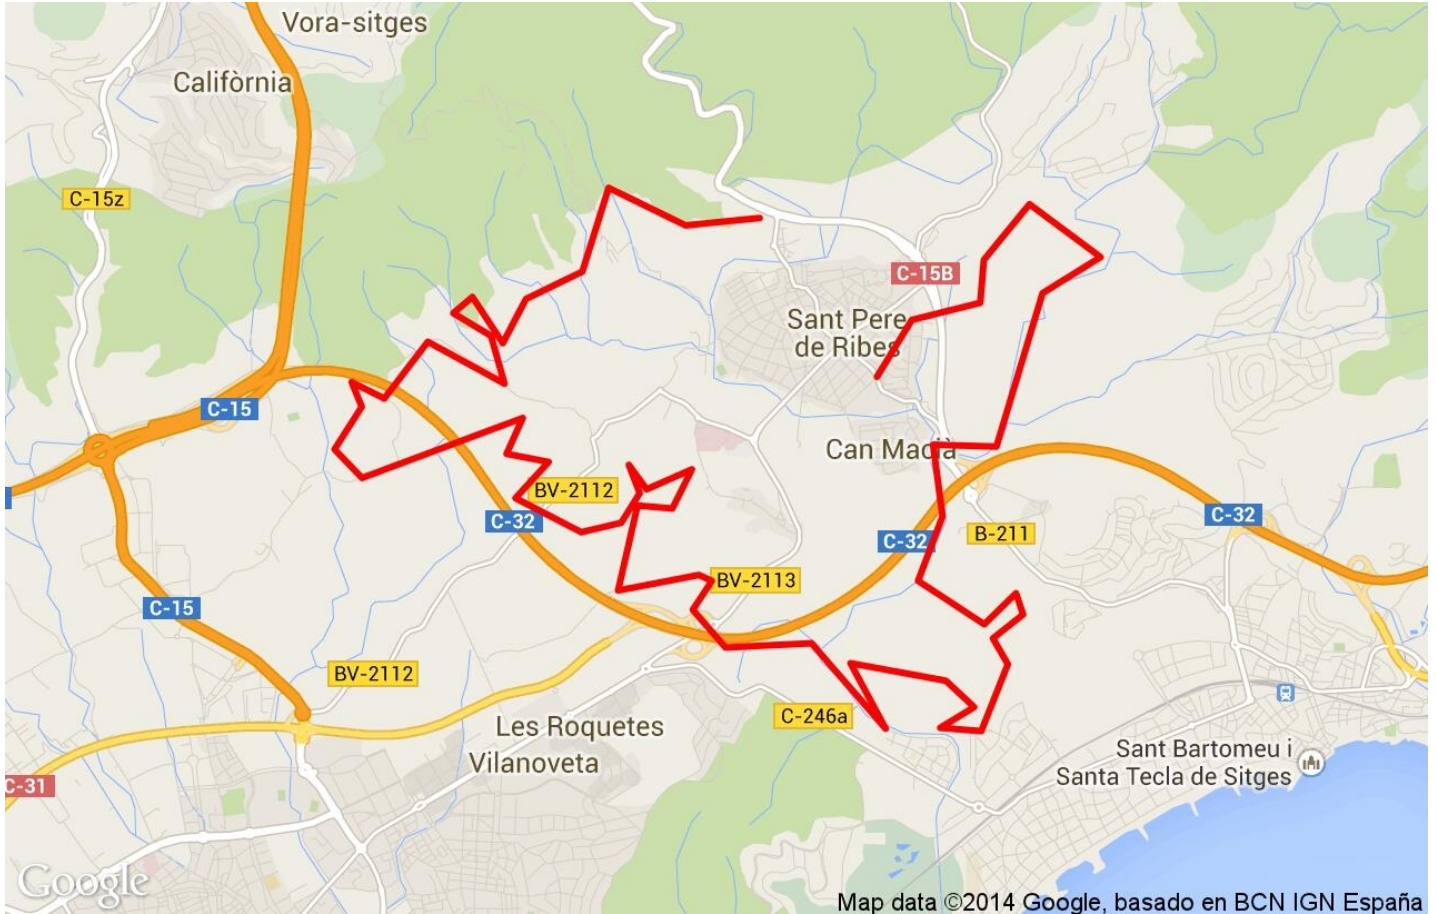 Vora-sitges
Califòrnia
C-15z
C-15B
Sant Pere
de Ribes
C-15
Can Macià
BV-2112
C-32
C-32
C-32
B-211
BV-2113
C-15
BV-2112
C-246a
Les Roquetes
Vilanoveta
Sant Bartomeu i
Santa Tecla de Sitges
C-31
Google
Map data ©2014 Google, basado en BCN IGN España